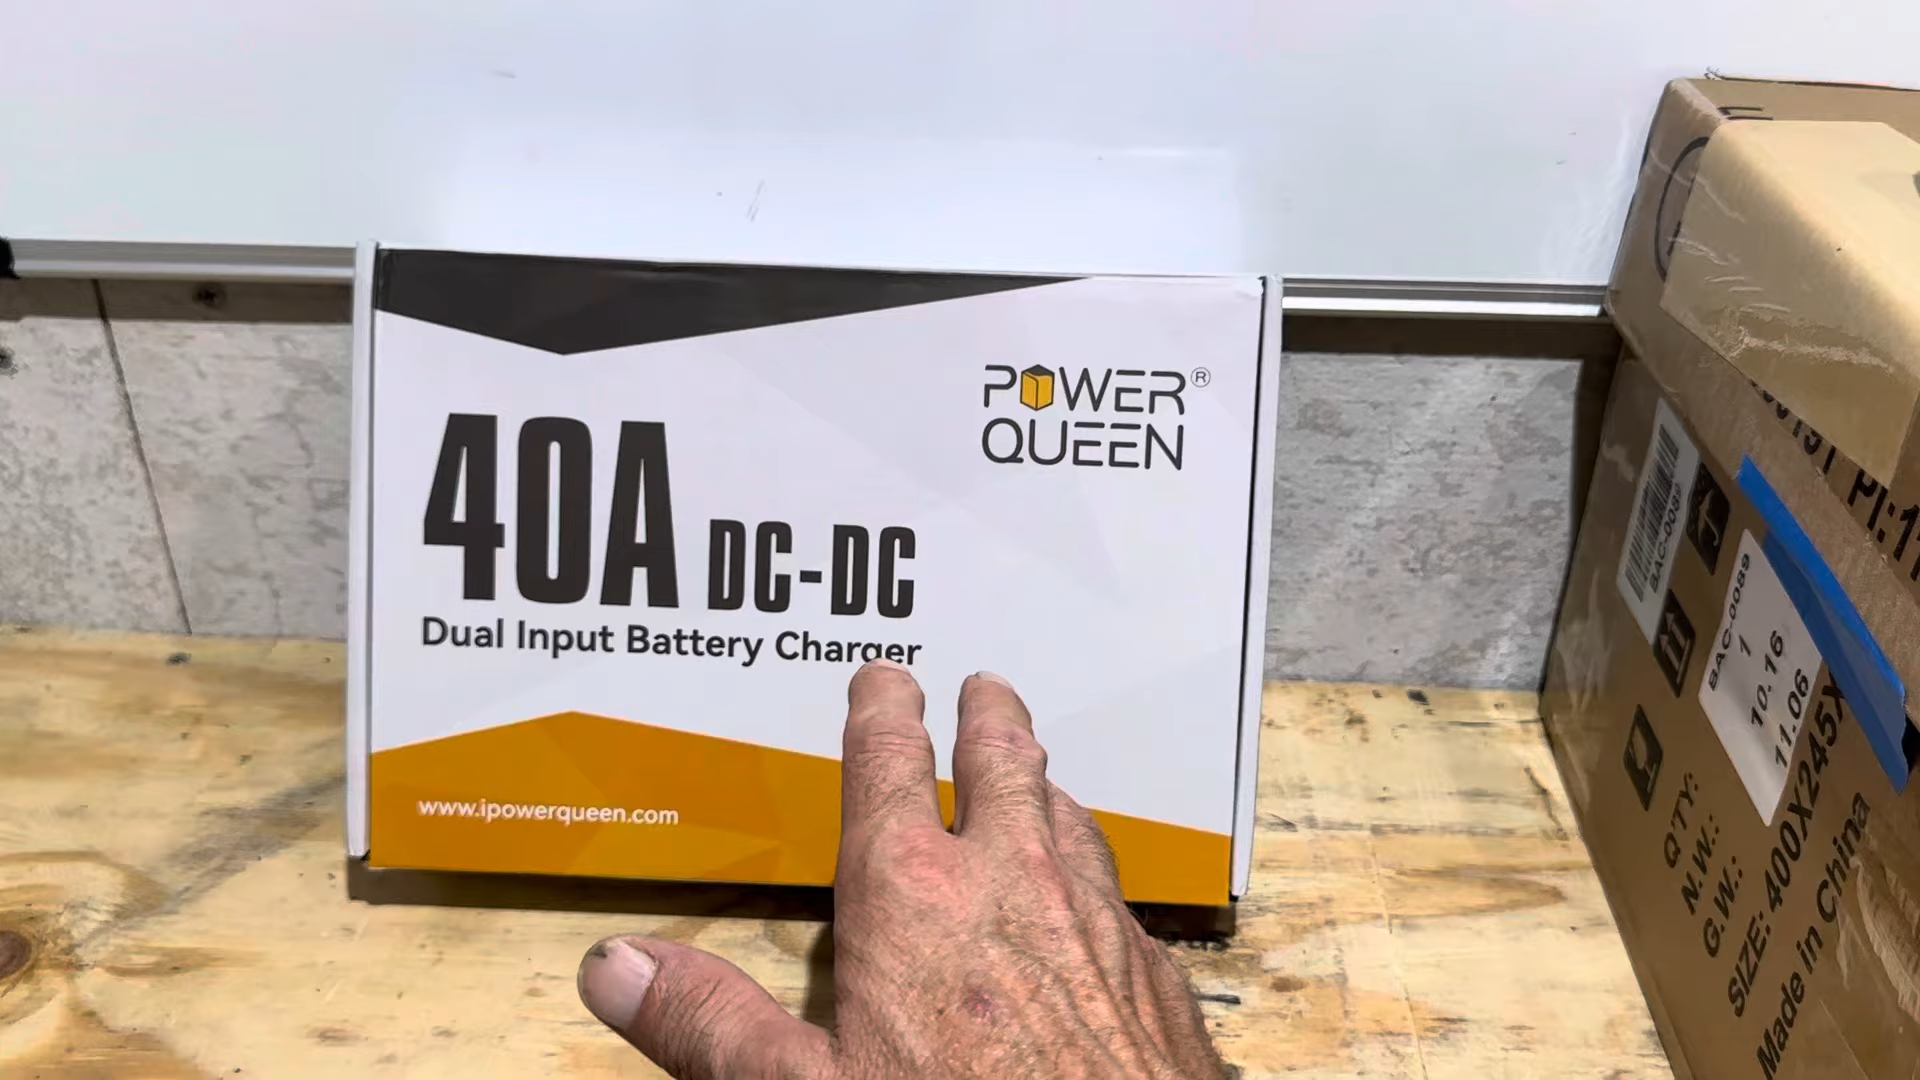 POWER®
QUEEN
40A DC-DC
Dual Input Battery Charger
www.ipowerqueen.com
BAC-0089
BAC-0089
1
10.16
11.06
Q'TY:
N.W.:
G.W.:
SIZE: 400X245X
Made in China